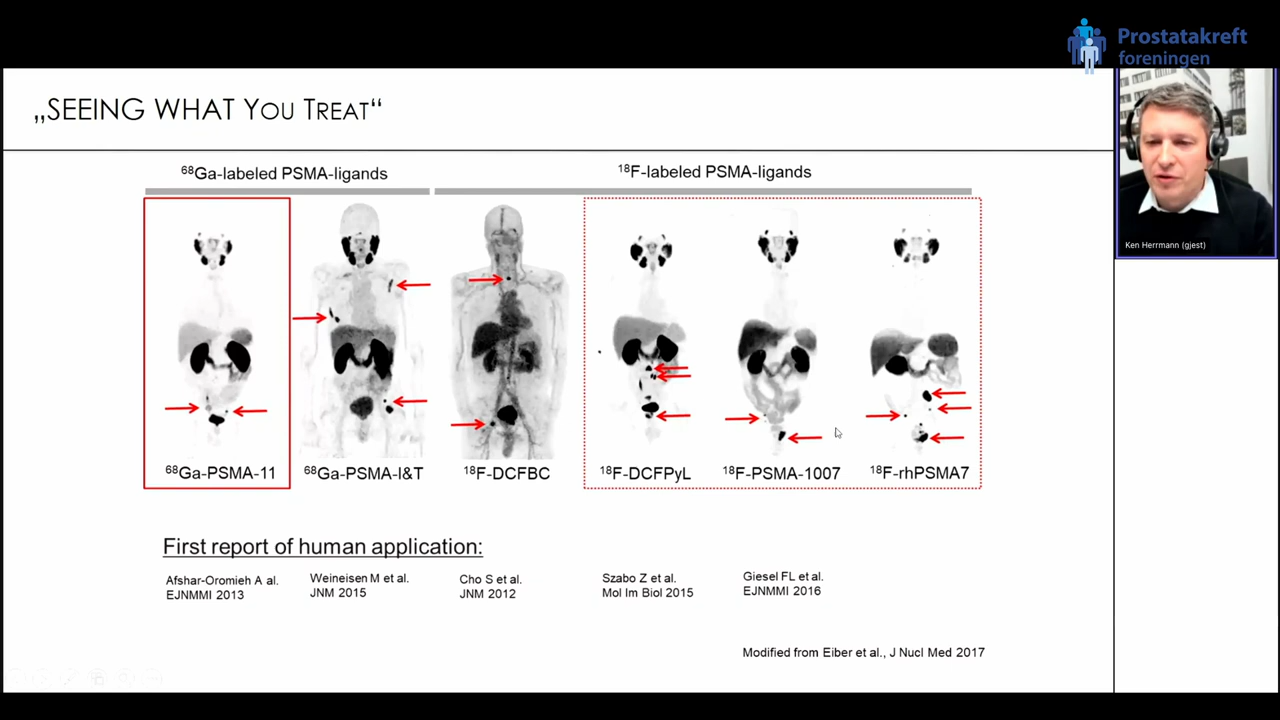 Prostatakreft
foreningen
„SEEING WHAT YOU TREAT“
Ken Herrmann (gjest)
⁶⁸Ga-labeled PSMA-ligands
¹⁸F-labeled PSMA-ligands
⁶⁸Ga-PSMA-11
⁶⁸Ga-PSMA-I&T
¹⁸F-DCFBC
¹⁸F-DCFPyL
¹⁸F-PSMA-1007
¹⁸F-rhPSMA7
First report of human application:
Afshar-Oromieh A al.
EJNMMI 2013
Weineisen M et al.
JNM 2015
Cho S et al.
JNM 2012
Szabo Z et al.
Mol Im Biol 2015
Giesel FL et al.
EJNMMI 2016
Modified from Eiber et al., J Nucl Med 2017